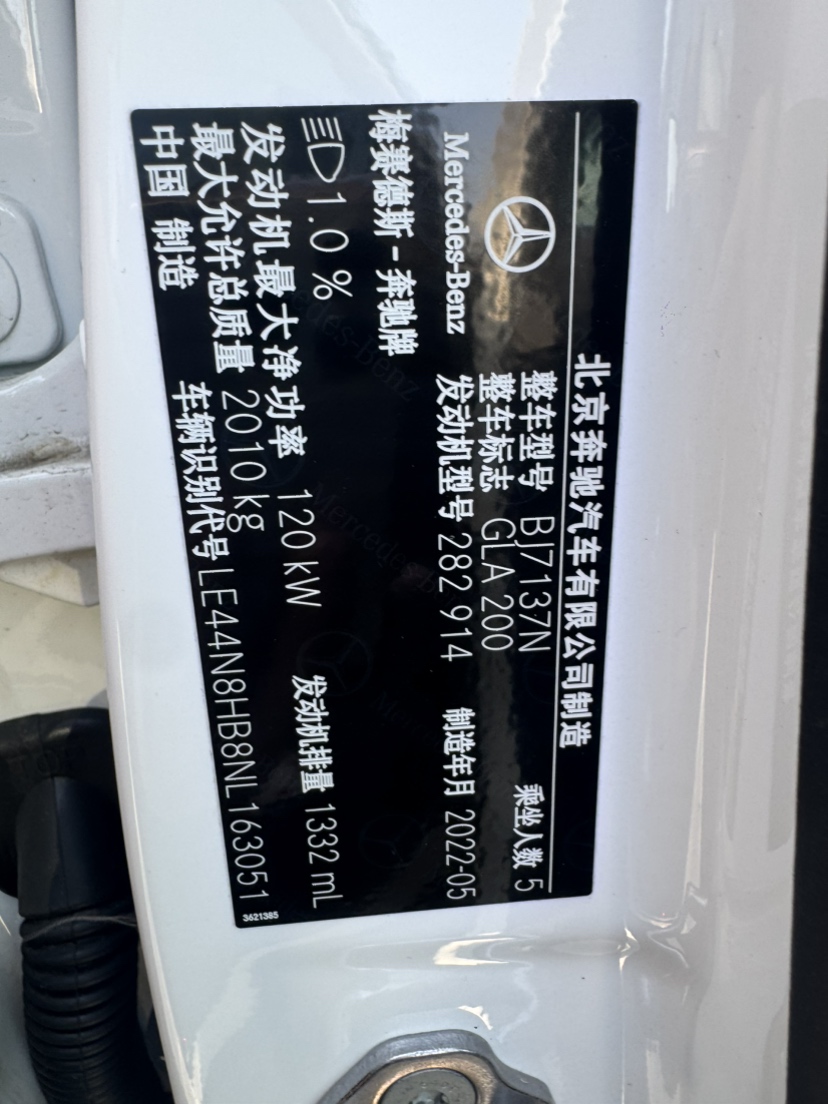 北京奔驰汽车有限公司制造
整车型号 BJ7137N 乘坐人数 5
整车标志 GLA 200
Mercedes-Benz 发动机型号 282 914 制造年月 2022-05
梅赛德斯-奔驰牌
1.0 %
发动机最大净功率 120 kW 发动机排量 1332 mL
最大允许总质量 2010 kg
中国 制造 车辆识别代号 LE44N8HB8NL163051
3621385